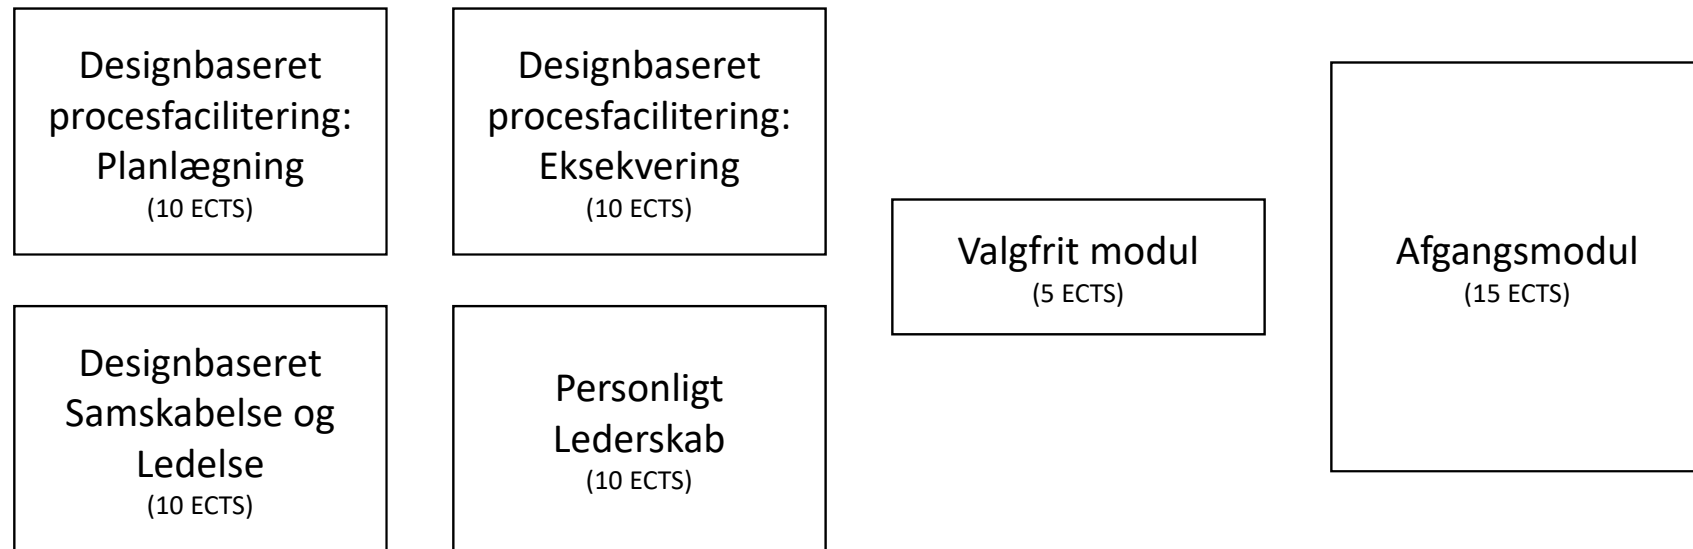 Designbaseret
procesfacilitering:
Planlægning
(10 ECTS)
Designbaseret
procesfacilitering:
Eksekvering
(10 ECTS)
Designbaseret
Samskabelse og
Ledelse
(10 ECTS)
Personligt
Lederskab
(10 ECTS)
Valgfrit modul
(5 ECTS)
Afgangsmodul
(15 ECTS)